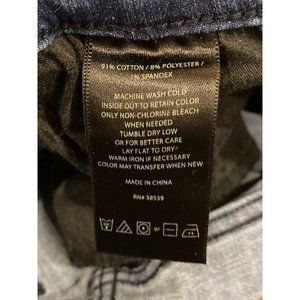 91% COTTON / 8% POLYESTER /
1% SPANDEX
MACHINE WASH COLD
INSIDE OUT TO RETAIN COLOR
ONLY NON-CHLORINE BLEACH
WHEN NEEDED
TUMBLE DRY LOW
OR FOR BETTER CARE
LAY FLAT TO DRY
WARM IRON IF NECESSARY
COLOR MAY TRANSFER WHEN NEW
MADE IN CHINA
RN# 58539
or